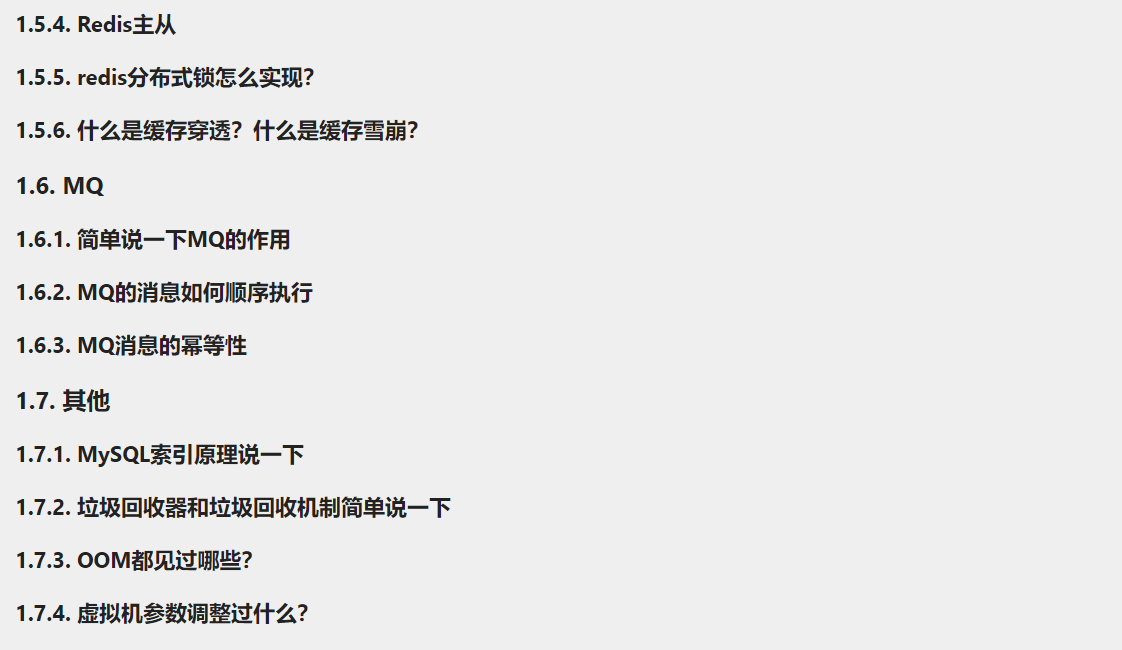 1.5.4. Redis主从
1.5.5. redis分布式锁怎么实现？
1.5.6. 什么是缓存穿透？什么是缓存雪崩？
1.6. MQ
1.6.1. 简单说一下MQ的作用
1.6.2. MQ的消息如何顺序执行
1.6.3. MQ消息的幂等性
1.7. 其他
1.7.1. MySQL索引原理说一下
1.7.2. 垃圾回收器和垃圾回收机制简单说一下
1.7.3. OOM都见过哪些？
1.7.4. 虚拟机参数调整过什么？